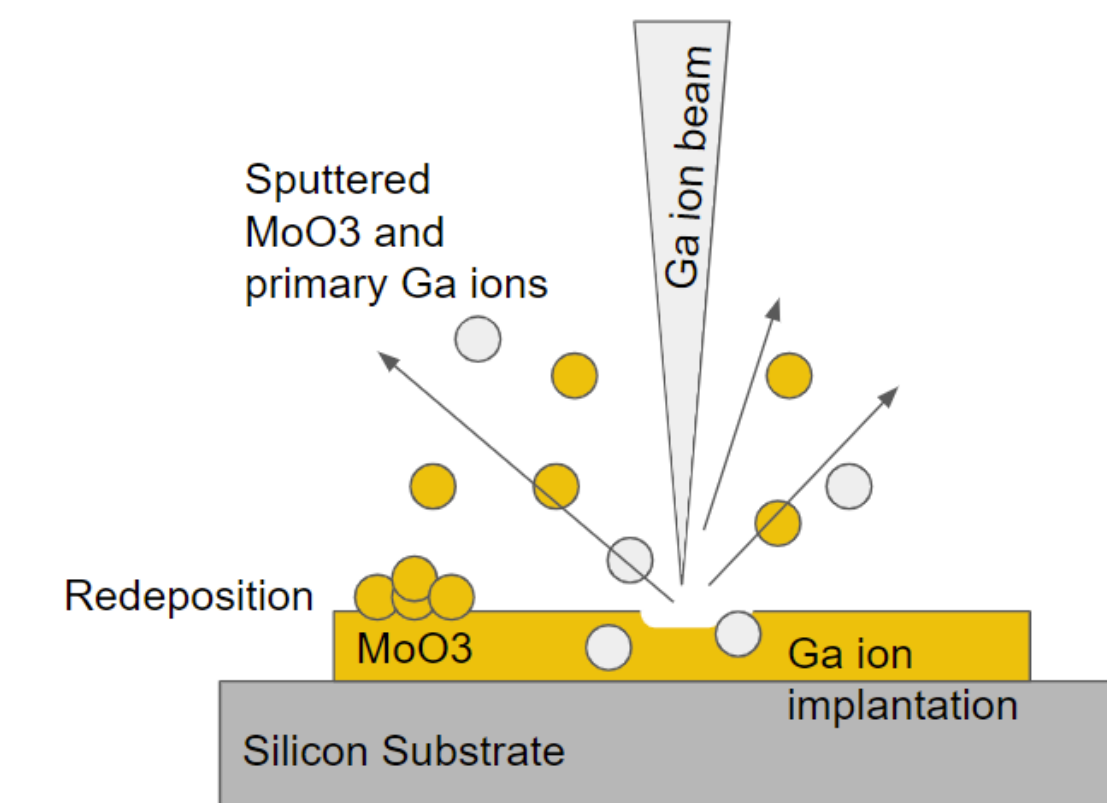 Sputtered
MoO3 and
primary Ga ions
Ga ion beam
Redeposition
MoO3
Ga ion
implantation
Silicon Substrate